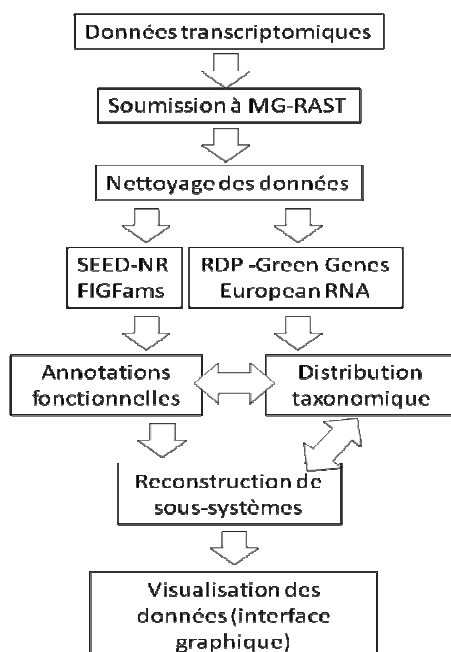 Données transcriptomiques
Soumission à MG-RAST
Nettoyage des données
SEED-NR
FIGFams
RDP -Green Genes
European RNA
Annotations
fonctionnelles
Distribution
taxonomique
Reconstruction de
sous-systèmes
Visualisation des
données (interface
graphique)